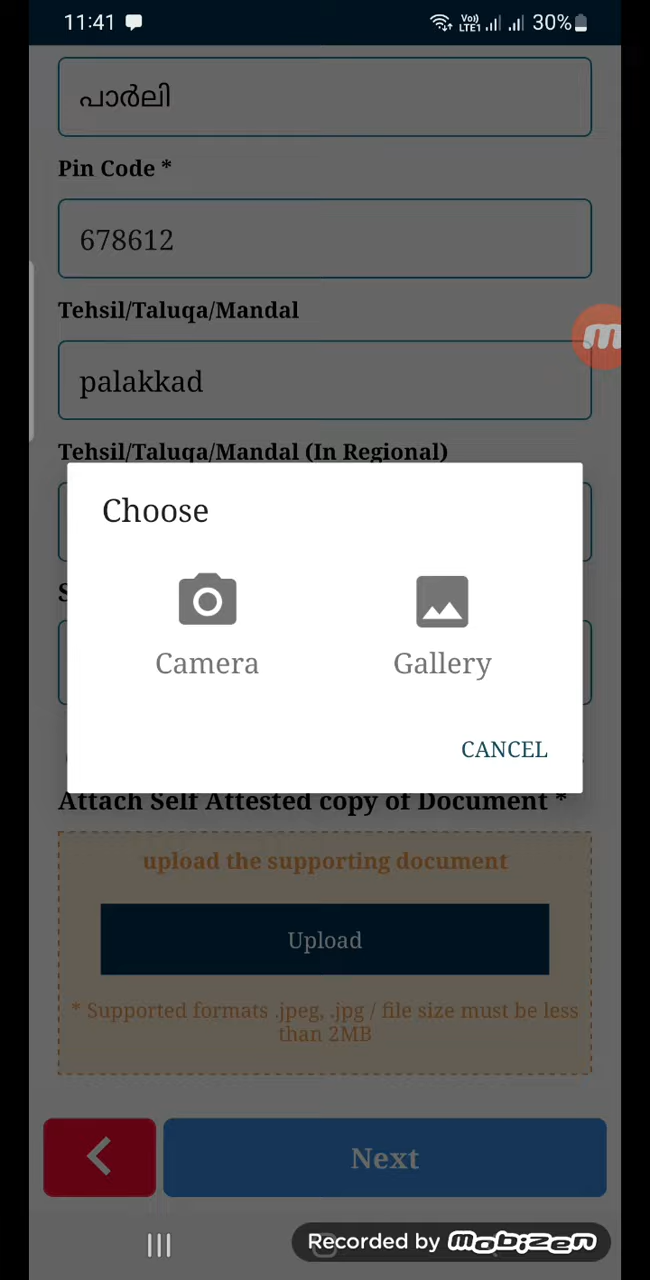 11:41
Vo)) LTE1 30%
പാർലി
Pin Code *
678612
Tehsil/Taluqa/Mandal
palakkad
Tehsil/Taluqa/Mandal (In Regional)
Choose
Camera Gallery
CANCEL
Attach Self Attested copy of Document *
upload the supporting document
Upload
* Supported formats .jpeg, .jpg / file size must be less
than 2MB
Next
Recorded by mobizen